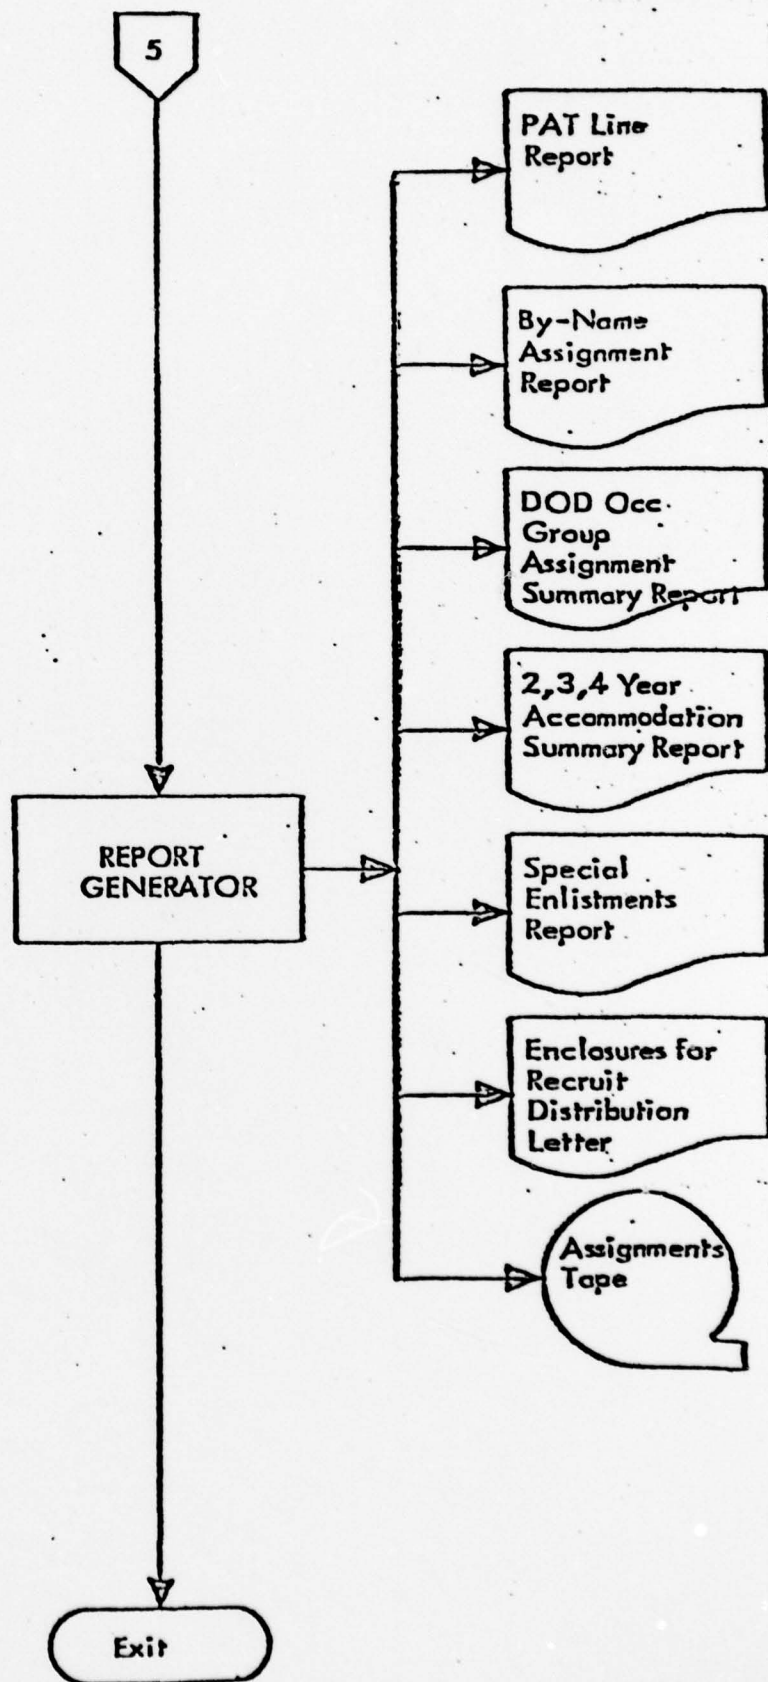 5
PAT Line
Report
By-Name
Assignment
Report
DOD Occ.
Group
Assignment
Summary Report
2,3,4 Year
Accommodation
Summary Report
REPORT
GENERATOR
Special
Enlistments
Report
Enclosures for
Recruit
Distribution
Letter
Assignments
Tape
Exit